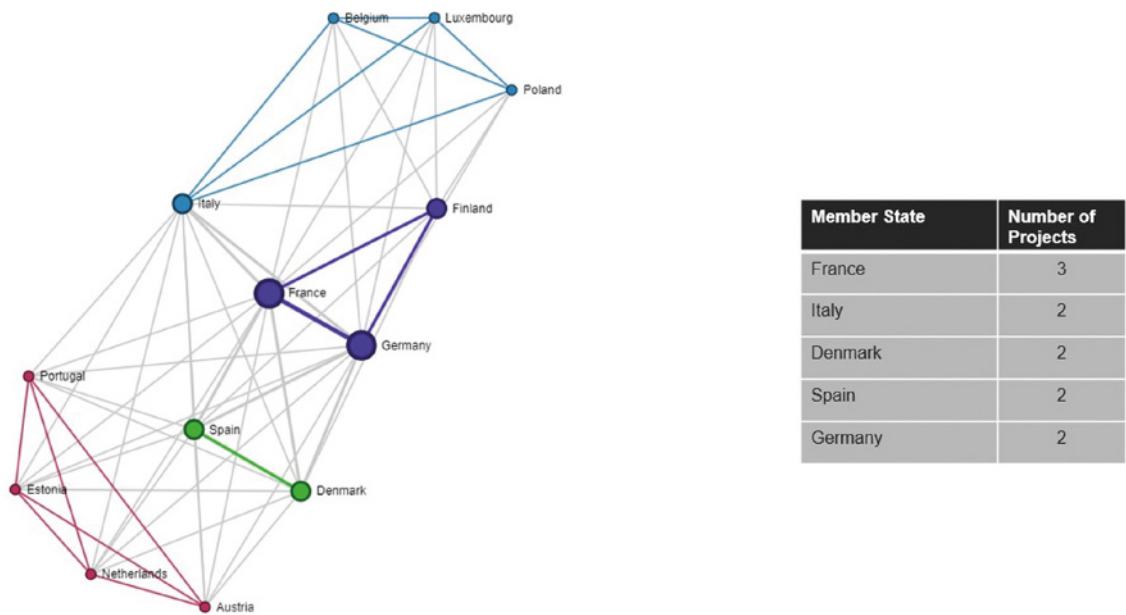 Belgium
Luxembourg
Poland
Italy
Finland
France
Germany
Portugal
Spain
Estonia
Denmark
Netherlands
Austria
Member State
Number of
Projects
France 3
Italy 2
Denmark 2
Spain 2
Germany 2